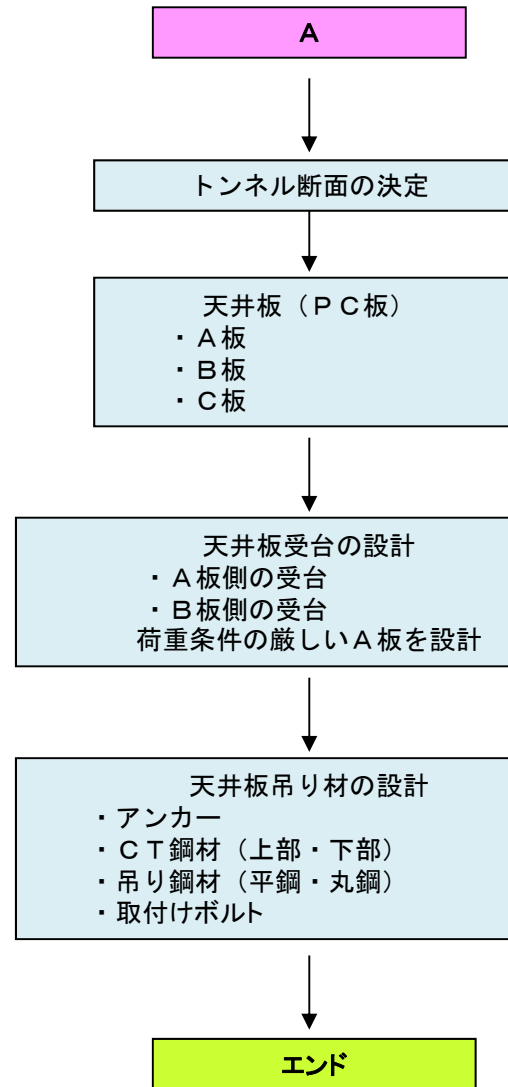 A
トンネル断面の決定
天井板（ＰＣ板）
・Ａ板
・Ｂ板
・Ｃ板
天井板受台の設計
・Ａ板側の受台
・Ｂ板側の受台
荷重条件の厳しいＡ板を設計
天井板吊り材の設計
・アンカー
・ＣＴ鋼材（上部・下部）
・吊り鋼材（平鋼・丸鋼）
・取付けボルト
エンド